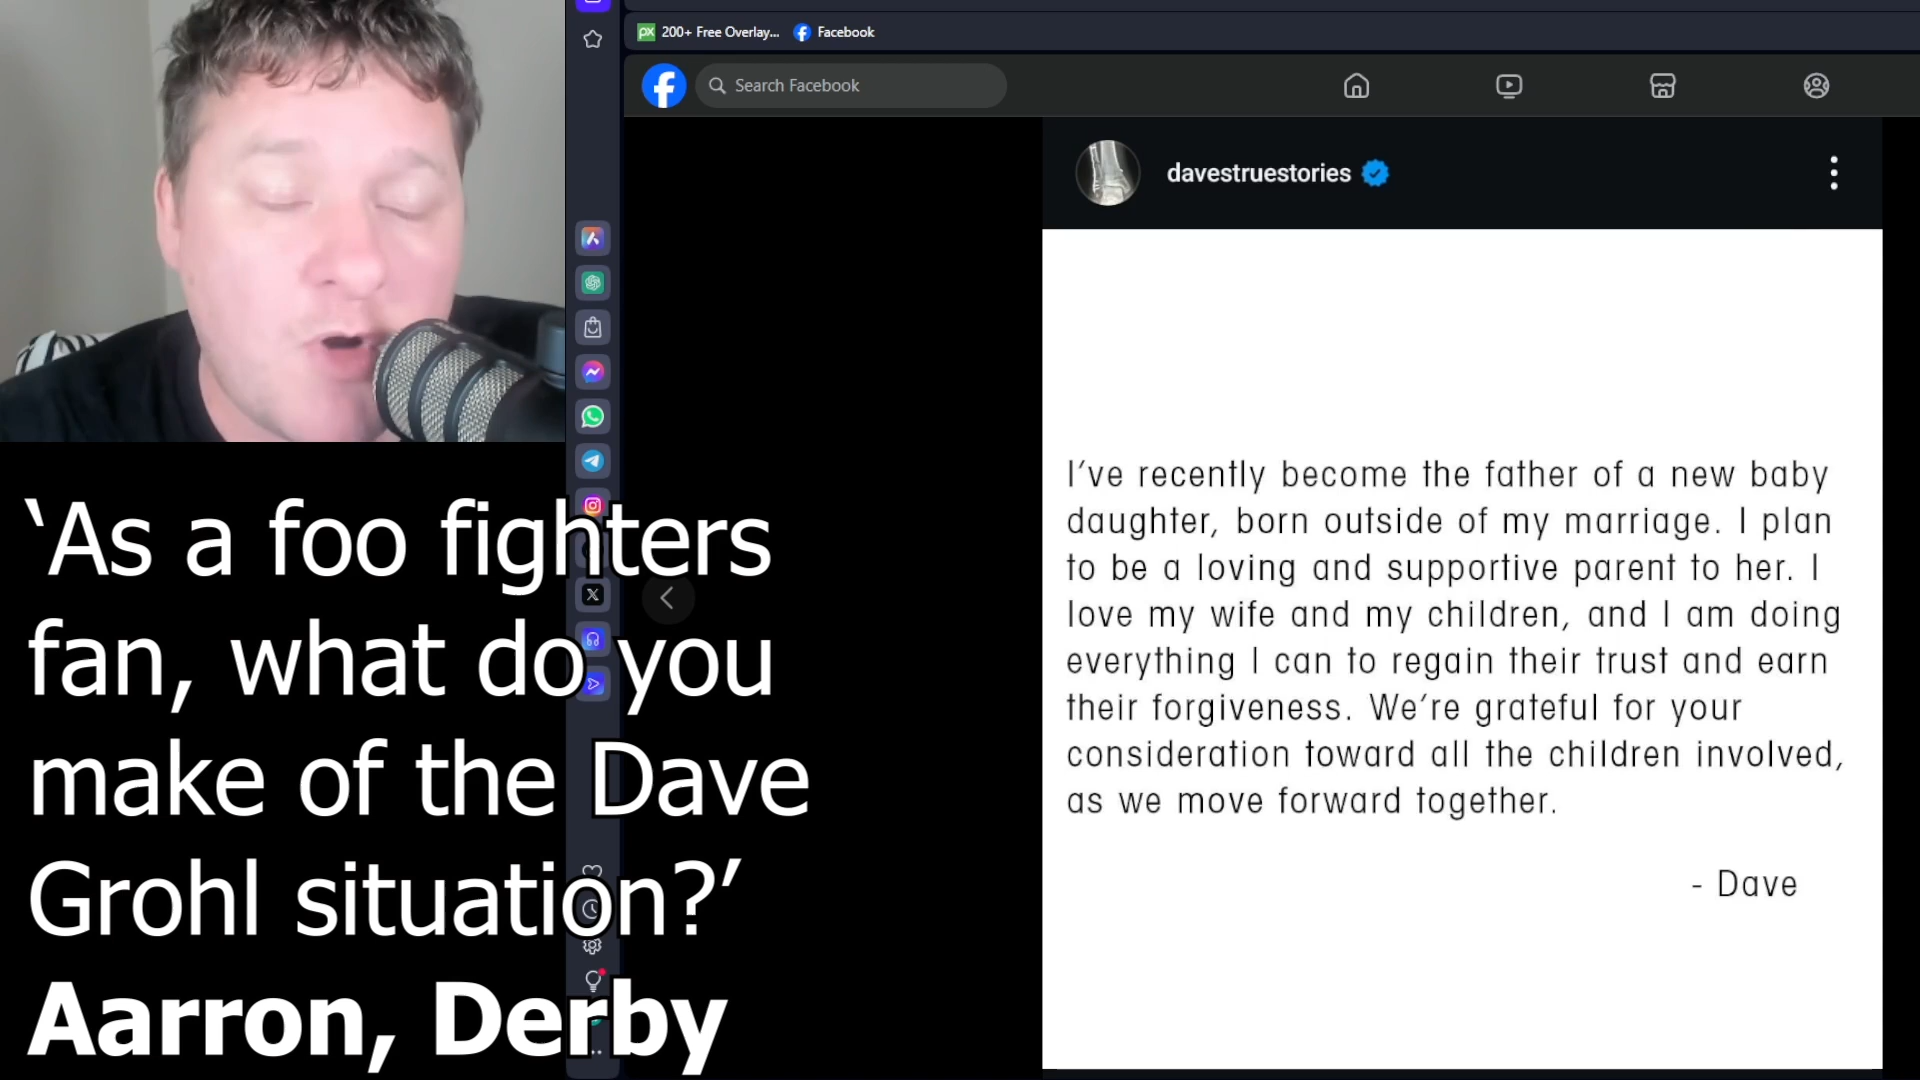 200+ Free Overlay... Facebook
Search Facebook
davestruestories
I've recently become the father of a new baby
daughter, born outside of my marriage. I plan
to be a loving and supportive parent to her. I
love my wife and my children, and I am doing
everything I can to regain their trust and earn
their forgiveness. We're grateful for your
consideration toward all the children involved,
as we move forward together.
- Dave
‘As a foo fighters
fan, what do you
make of the Dave
Grohl situation?’
Aarron, Derby